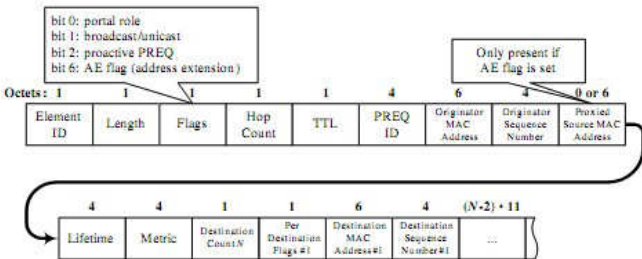 bit 0: portal role
bit 1: broadcast/unicast
bit 2: proactive PREQ
bit 6: AE flag (address extension)
Only present if
AE flag is set
Octets: 1 1 1 1 1 4 6 4 0 or 6
Element
ID
Length
Flags
Hop
Count
TTL
PREQ
ID
Originator
MAC
Address
Originator
Sequence
Number
Proxied
Source MAC
Address
4 4 1 1 6 4 (N-2) • 11
Lifetime
Metric
Destination
Count N
Per
Destination
Flags #1
Destination
MAC
Address #1
Destination
Sequence
Number #1
...